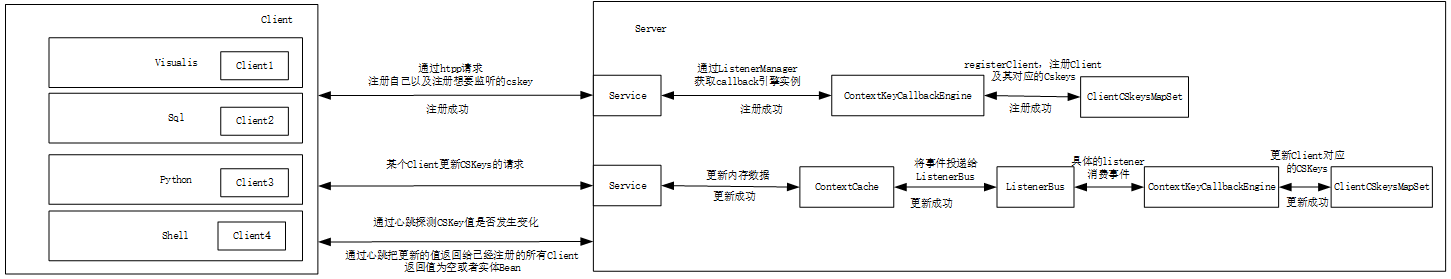 Client
Server
Visualis
Client1
通过htpp请求
注册自己以及注册想要监听的cskey
注册成功
Service
通过ListenerManager
获取callback引擎实例
注册成功
ContextKeyCallbackEngine
registerClient, 注册Client
及其对应的Cskeys
注册成功
ClientCSkeysMapSet
Sql
Client2
Python
Client3
某个Client更新CSKeys的请求
Service
更新内存数据
更新成功
ContextCache
将事件投递给
ListenerBus
更新成功
ListenerBus
具体的listener
消费事件
ContextKeyCallbackEngine
更新Client对应
的CSKeys
更新成功
ClientCSkeysMapSet
Shell
Client4
通过心跳探测CSKey值是否发生变化
通过心跳把更新的值返回给已经注册的所有Client
返回值为空或者实体Bean